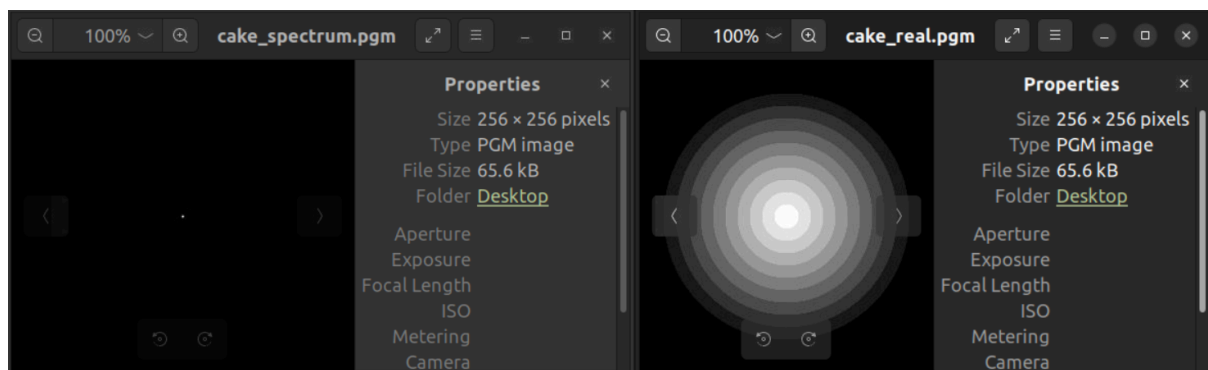 100% cake_spectrum.pgm
Properties
Size 256 × 256 pixels
Type PGM image
File Size 65.6 kB
Folder Desktop
Aperture
Exposure
Focal Length
ISO
Metering
Camera
100% cake_real.pgm
Properties
Size 256 × 256 pixels
Type PGM image
File Size 65.6 kB
Folder Desktop
Aperture
Exposure
Focal Length
ISO
Metering
Camera